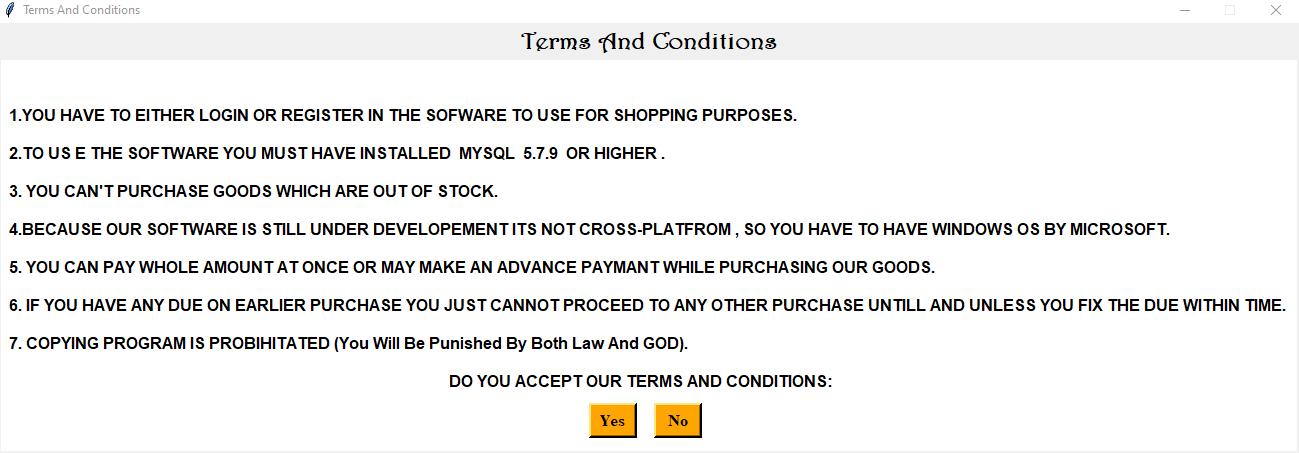 Terms And Conditions
Terms And Conditions
1.YOU HAVE TO EITHER LOGIN OR REGISTER IN THE SOFWARE TO USE FOR SHOPPING PURPOSES.
2.TO US E THE SOFTWARE YOU MUST HAVE INSTALLED  MYSQL  5.7.9  OR HIGHER .
3. YOU CAN'T PURCHASE GOODS WHICH ARE OUT OF STOCK.
4.BECAUSE OUR SOFTWARE IS STILL UNDER DEVELOPEMENT ITS NOT CROSS-PLATFROM , SO YOU HAVE TO HAVE WINDOWS OS BY MICROSOFT.
5. YOU CAN PAY WHOLE AMOUNT AT ONCE OR MAY MAKE AN ADVANCE PAYMANT WHILE PURCHASING OUR GOODS.
6. IF YOU HAVE ANY DUE ON EARLIER PURCHASE YOU JUST CANNOT PROCEED TO ANY OTHER PURCHASE UNTILL AND UNLESS YOU FIX THE DUE WITHIN TIME.
7. COPYING PROGRAM IS PROBIHITATED (You Will Be Punished By Both Law And GOD).
DO YOU ACCEPT OUR TERMS AND CONDITIONS:
Yes No